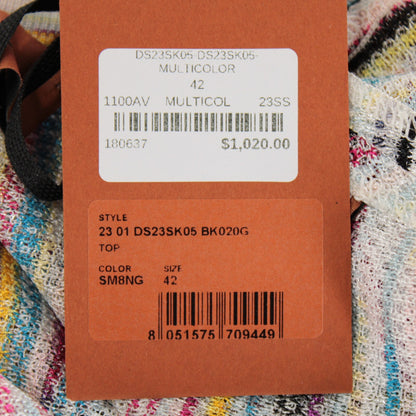 DS23SK05-DS23SK05-
MULTICOLOR
42
1100AV MULTICOL 23SS
180637 $1,020.00
STYLE
23 01 DS23SK05 BK020G
TOP
COLOR SIZE
SM8NG 42
8 051575 709449